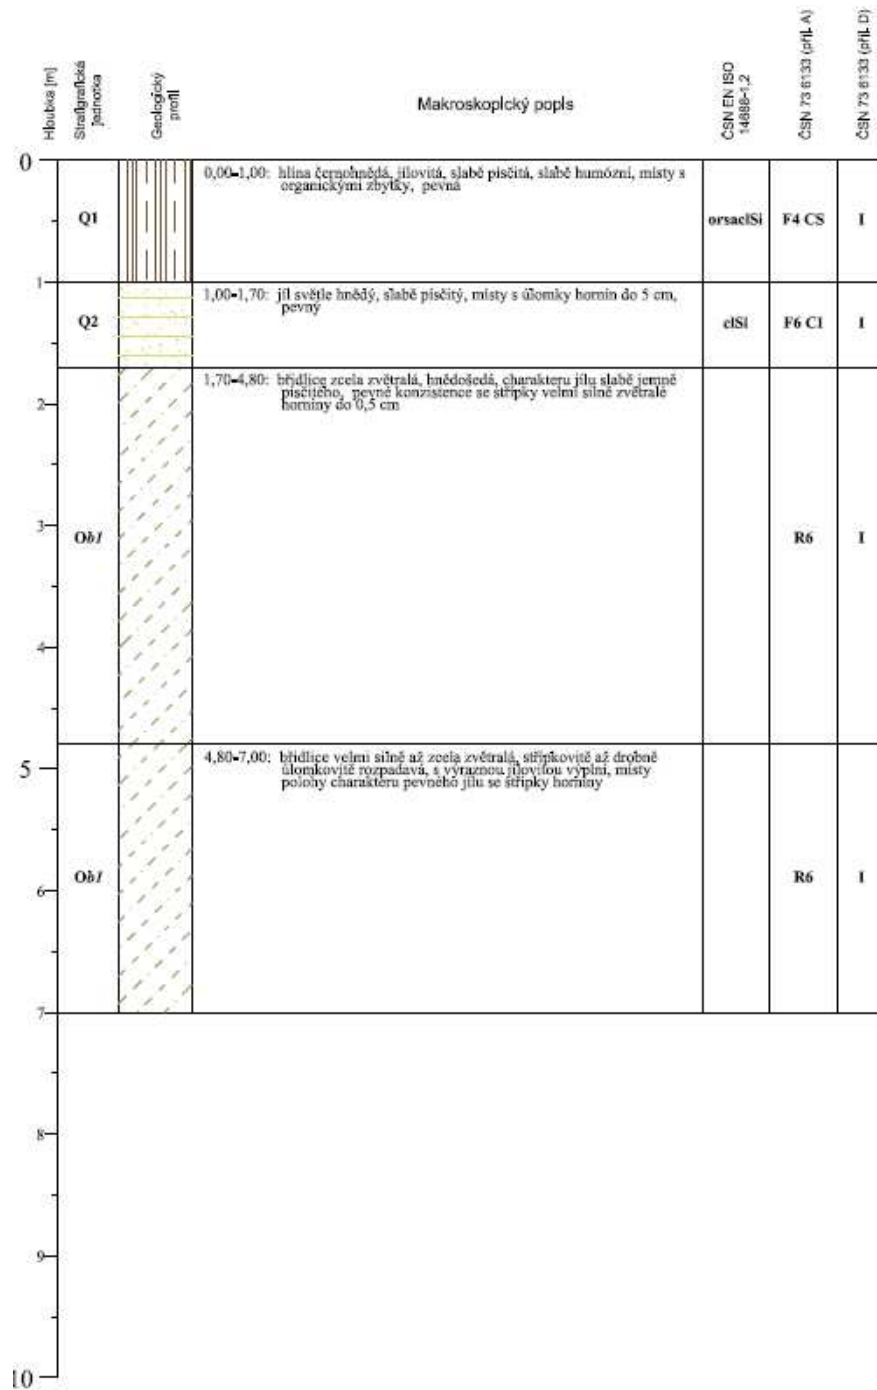 Hloubka [m]
Stratigrafická
jednotka
Geologický
profil
Makroskopický popis
ČSN EN ISO
14688-1,2
ČSN 73 6133 (příl. A)
ČSN 73 6133 (příl. D)
0
0,00-1,00: hlína černohnědá, jílovitá, slabě písčitá, slabě humózní, místy s
organickými zbytky, pevná
Q1
orsaclSi
F4 CS
I
1
1,00-1,70: jíl světle hnědý, slabě písčitý, místy s úlomky hornin do 5 cm,
pevný
Q2
clSi
F6 CI
I
1,70-4,80: břidlice zcela zvětralá, hnědošedá, charakteru jílu slabě jemně
písčitého, pevné konzistence se střípky velmi silně zvětralé
horniny do 0,5 cm
2
3
Ob1
R6
I
4
4,80-7,00: břidlice velmi silně až zcela zvětralá, střípkovitě až drobně
úlomkovitě rozpadavá, s výraznou jílovitou výplní, místy
polohy charakteru pevného jílu se střípky horniny
5
Ob1
R6
I
6
7
8
9
10